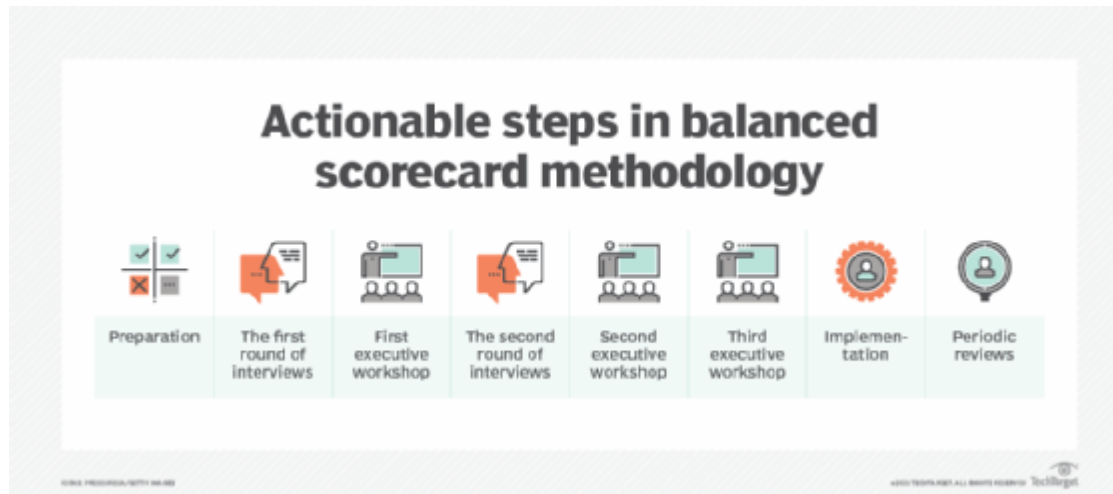 Actionable steps in balanced
scorecard methodology
Preparation
The first
round of
interviews
First
executive
workshop
The second
round of
interviews
Second
executive
workshop
Third
executive
workshop
Implemen-
tation
Periodic
reviews
TechTarget